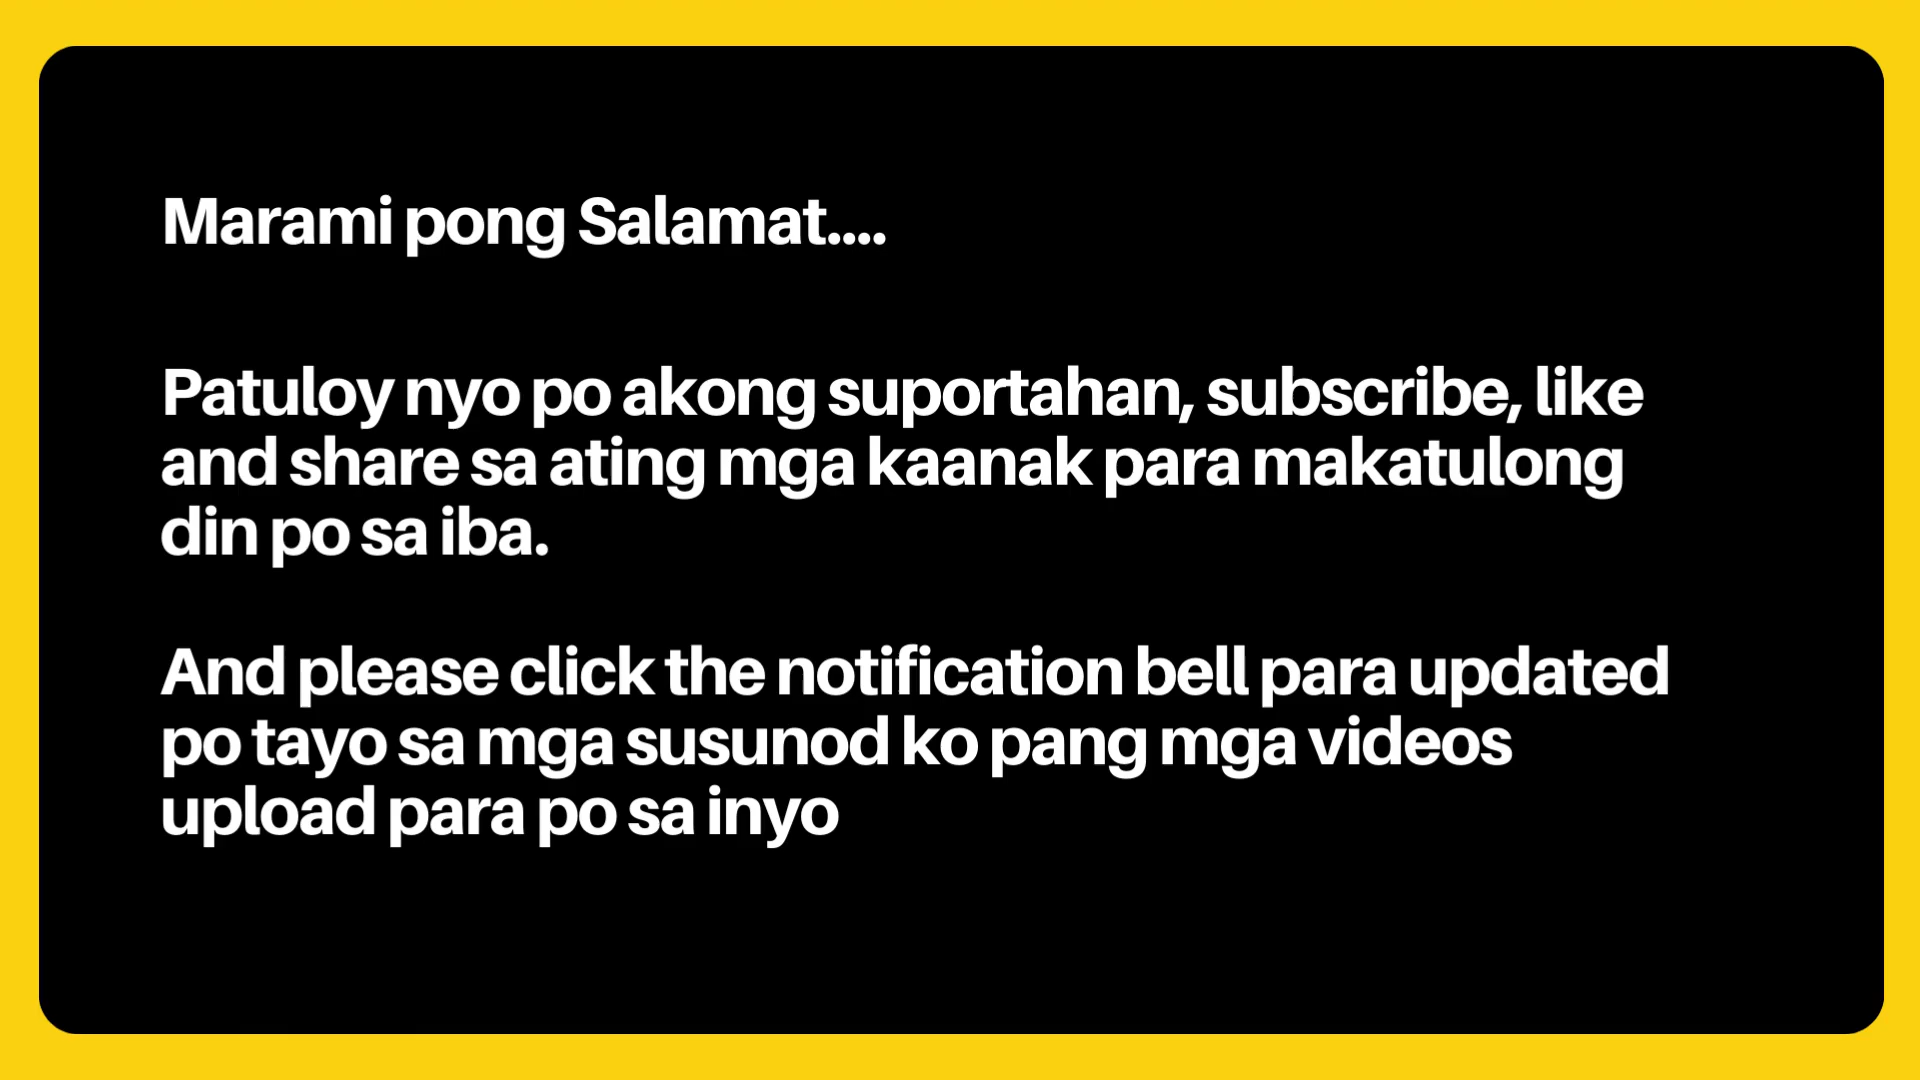 Marami pong Salamat....
Patuloy nyo po akong suportahan, subscribe, like
and share sa ating mga kaanak para makatulong
din po sa iba.
And please click the notification bell para updated
po tayo sa mga susunod ko pang mga videos
upload para po sa inyo